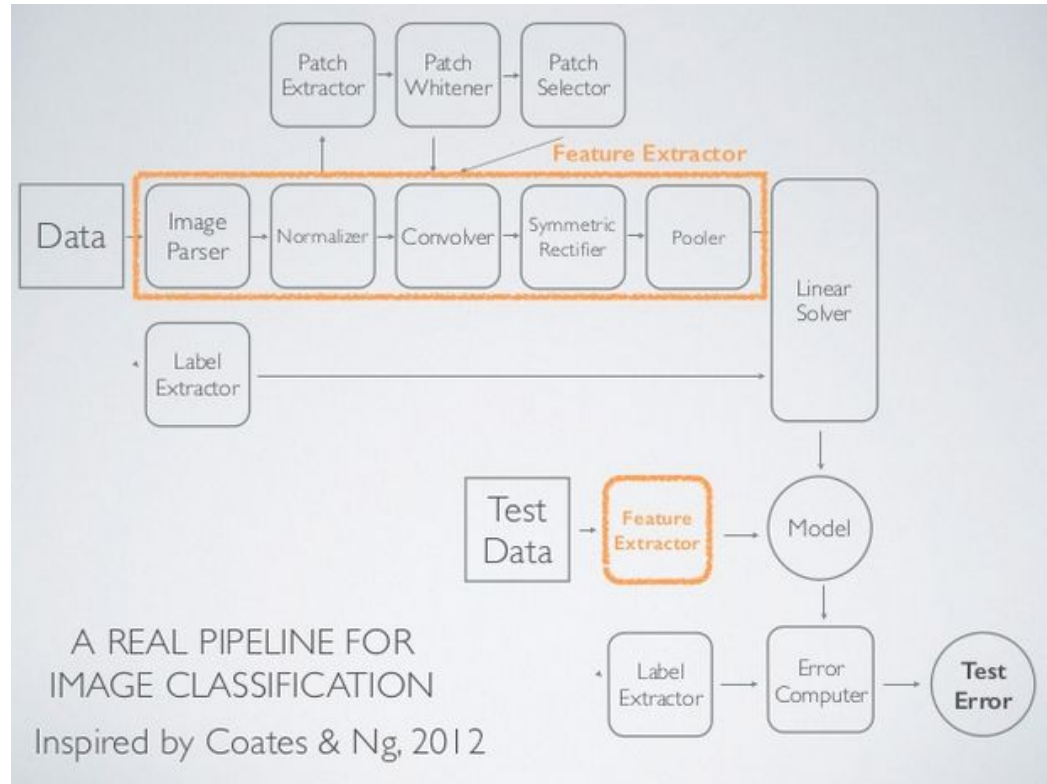 Patch
Extractor
Patch
Whitener
Patch
Selector
Feature Extractor
Data
Image
Parser
Normalizer
Convolver
Symmetric
Rectifier
Pooler
Linear
Solver
Label
Extractor
Test
Data
Feature
Extractor
Model
A REAL PIPELINE FOR
IMAGE CLASSIFICATION
Inspired by Coates & Ng, 2012
Label
Extractor
Error
Computer
Test
Error